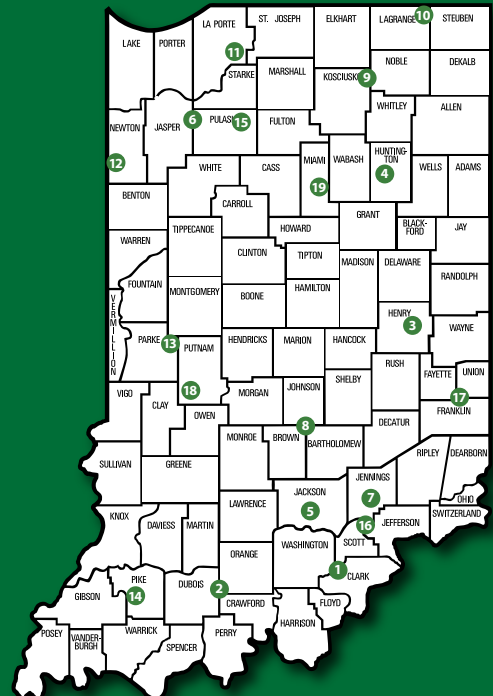 LAKE
PORTER
LA PORTE
ST. JOSEPH
ELKHART
LAGRANGE
10
STEUBEN
11
STARKE
MARSHALL
KOSCIUSK
9
NOBLE
DEKALB
NEWTON
JASPER
6
PULAS
15
FULTON
WHITLEY
ALLEN
12
WHITE
CASS
MIAMI
19
WABASH
HUNTING-
TON
4
WELLS
ADAMS
BENTON
CARROLL
GRANT
BLACK-
FORD
JAY
WARREN
TIPPECANOE
HOWARD
CLINTON
TIPTON
MADISON
DELAWARE
RANDOLPH
FOUNTAIN
MONTGOMERY
BOONE
HAMILTON
VERMILLION
HENRY
3
WAYNE
PARKE
13
PUTNAM
HENDRICKS
MARION
HANCOCK
RUSH
FAYETTE
UNION
18
MORGAN
JOHNSON
SHELBY
17
FRANKLIN
VIGO
CLAY
OWEN
8
DECATUR
MONROE
BROWN
BARTHOLOMEW
RIPLEY
DEARBORN
SULLIVAN
GREENE
JENNINGS
7
OHIO
JACKSON
5
KNOX
DAVIESS
MARTIN
LAWRENCE
16
JEFFERSON
SWITZERLAND
ORANGE
WASHINGTON
SCOTT
1
CLARK
GIBSON
PIKE
14
DUBOIS
2
CRAWFORD
FLOYD
HARRISON
POSEY
VANDER-
BURGH
WARRICK
SPENCER
PERRY